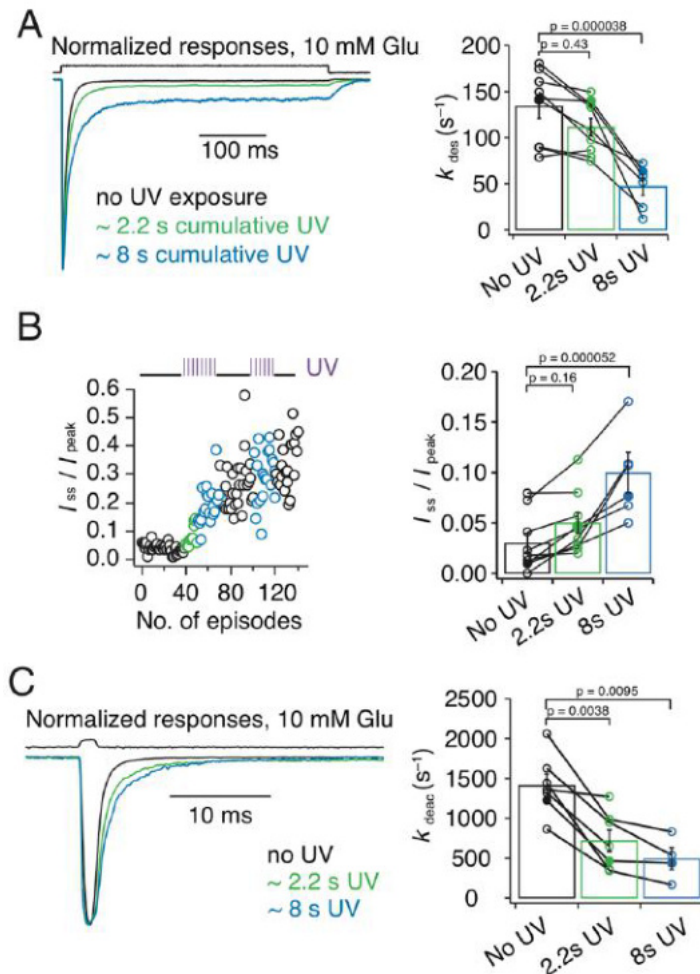 A
Normalized responses, 10 mM Glu
100 ms
no UV exposure
~ 2.2 s cumulative UV
~ 8 s cumulative UV
p = 0.000038
p = 0.43
200
150
100
50
0
k des (s⁻¹)
No UV
2.2s UV
8s UV
B
UV
0.6
0.5
0.4
0.3
0.2
0.1
0.0
I ss / I peak
0 40 80 120
No. of episodes
p = 0.000052
p = 0.16
0.20
0.15
0.10
0.05
0.00
I ss / I peak
No UV
2.2s UV
8s UV
C
Normalized responses, 10 mM Glu
10 ms
no UV
~ 2.2 s UV
~ 8 s UV
p = 0.0095
p = 0.0038
2500
2000
1500
1000
500
0
k deac (s⁻¹)
No UV
2.2s UV
8s UV